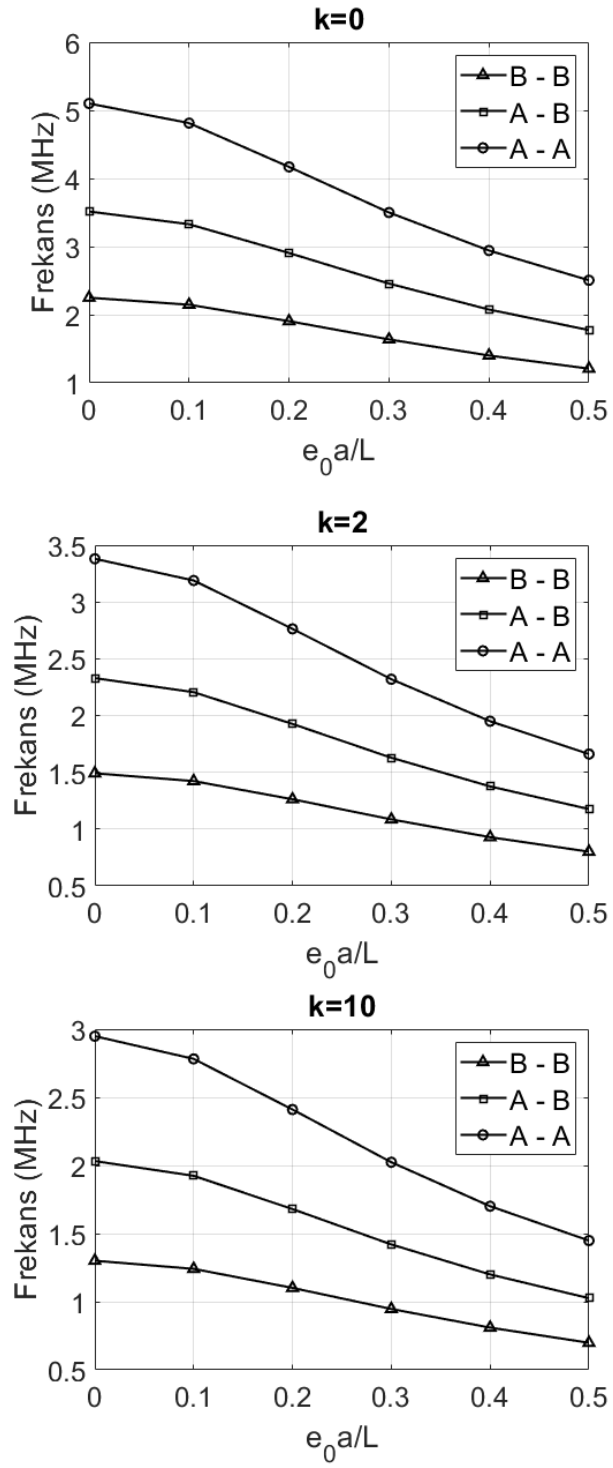 k=0
6
5
4
3
2
1
Frekans (MHz)
B - B
A - B
A - A
0 0.1 0.2 0.3 0.4 0.5
e₀a/L
k=2
3.5
3
2.5
2
1.5
1
0.5
Frekans (MHz)
B - B
A - B
A - A
0 0.1 0.2 0.3 0.4 0.5
e₀a/L
k=10
3
2.5
2
1.5
1
0.5
Frekans (MHz)
B - B
A - B
A - A
0 0.1 0.2 0.3 0.4 0.5
e₀a/L